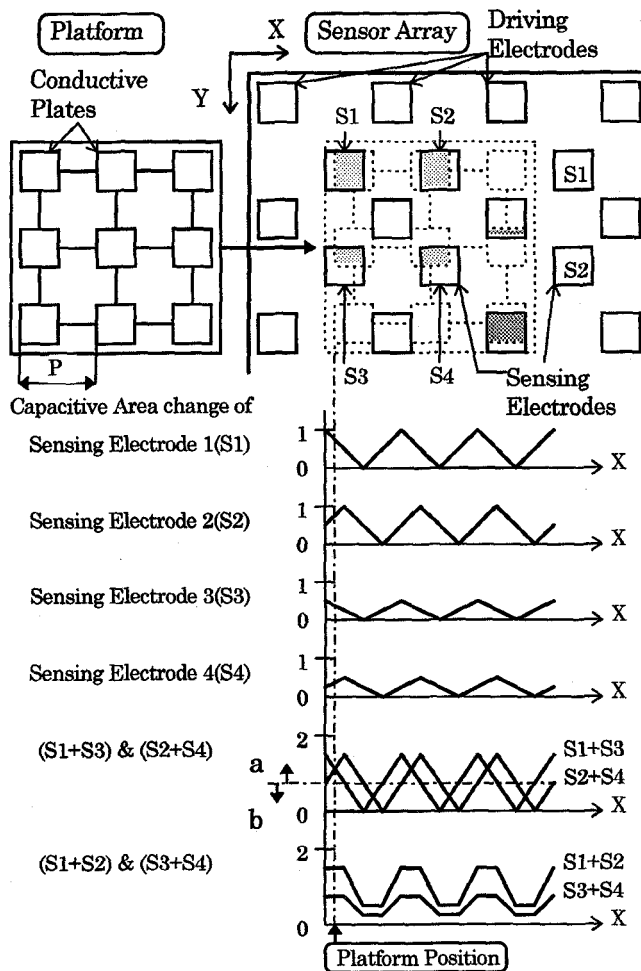 Platform
X
Y
Sensor Array
Driving
Electrodes
Conductive
Plates
S1
S2
S1
S2
P
S3
S4
Sensing
Electrodes
Capacitive Area change of
Sensing Electrode 1(S1)
1
0
X
Sensing Electrode 2(S2)
1
0
X
Sensing Electrode 3(S3)
1
0
X
Sensing Electrode 4(S4)
1
0
X
(S1+S3) & (S2+S4)
2
a
b
0
S1+S3
S2+S4
X
(S1+S2) & (S3+S4)
2
0
S1+S2
S3+S4
X
Platform Position